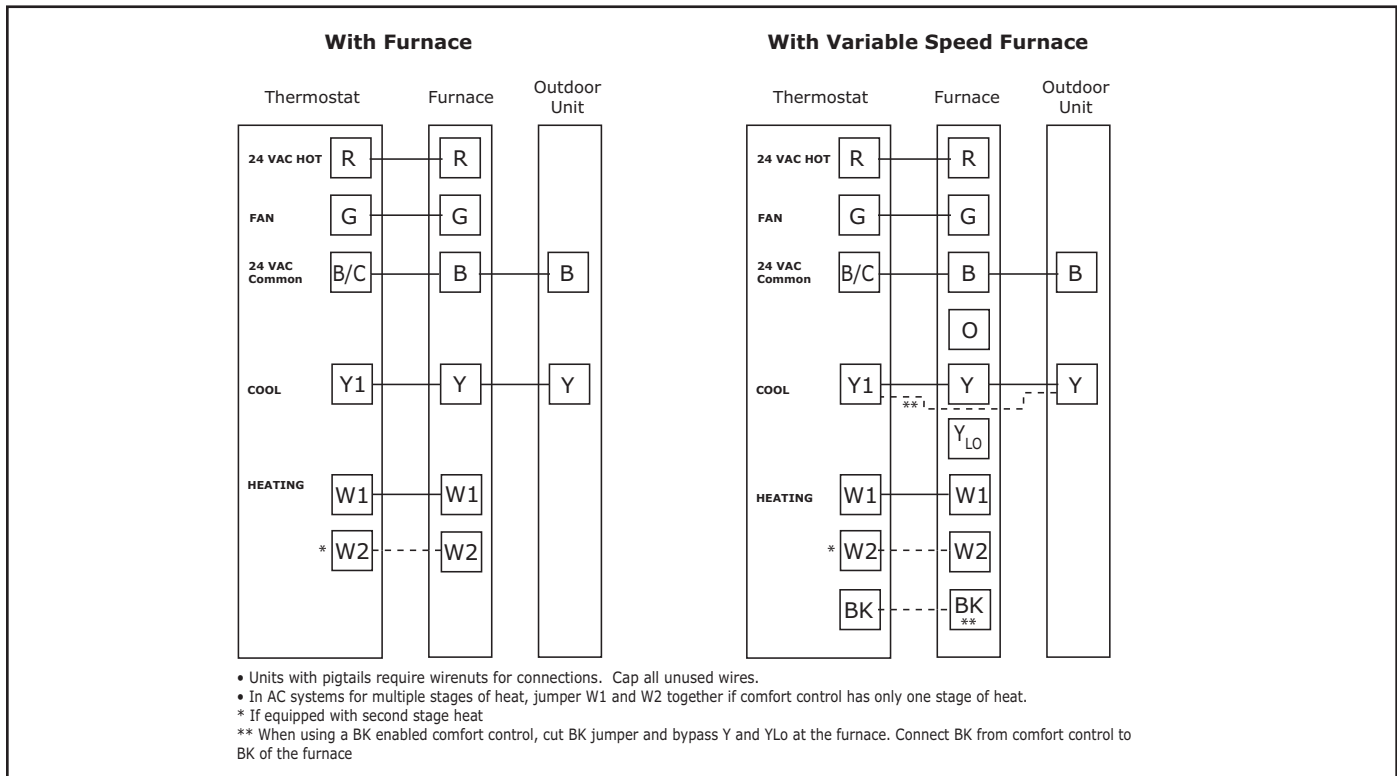 With Furnace
Thermostat Furnace Outdoor Unit
24 VAC HOT R R
FAN G G
24 VAC Common B/C B B
COOL Y1 Y Y
HEATING W1 W1
* W2 W2
With Variable Speed Furnace
Thermostat Furnace Outdoor Unit
24 VAC HOT R R
FAN G G
24 VAC Common B/C B B
O
COOL Y1 Y Y
**
YLO
HEATING W1 W1
* W2 W2
BK BK
**
• Units with pigtails require wirenuts for connections. Cap all unused wires.
• In AC systems for multiple stages of heat, jumper W1 and W2 together if comfort control has only one stage of heat.
* If equipped with second stage heat
** When using a BK enabled comfort control, cut BK jumper and bypass Y and YLo at the furnace. Connect BK from comfort control to
BK of the furnace